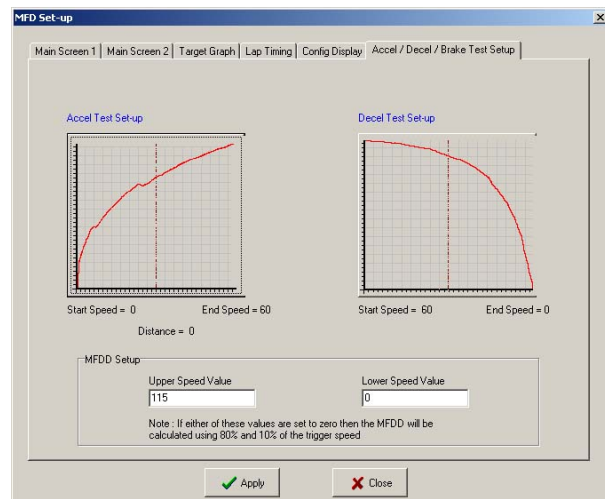 MFD Set-up
Main Screen 1 Main Screen 2 Target Graph Lap Timing Config Display Accel / Decel / Brake Test Setup
Accel Test Set-up Decel Test Set-up
Start Speed = 0 End Speed = 60 Start Speed = 60 End Speed = 0
Distance = 0
MFDD Setup
Upper Speed Value Lower Speed Value
115 0
Note : If either of these values are set to zero then the MFDD will be
calculated using 80% and 10% of the trigger speed
Apply Close